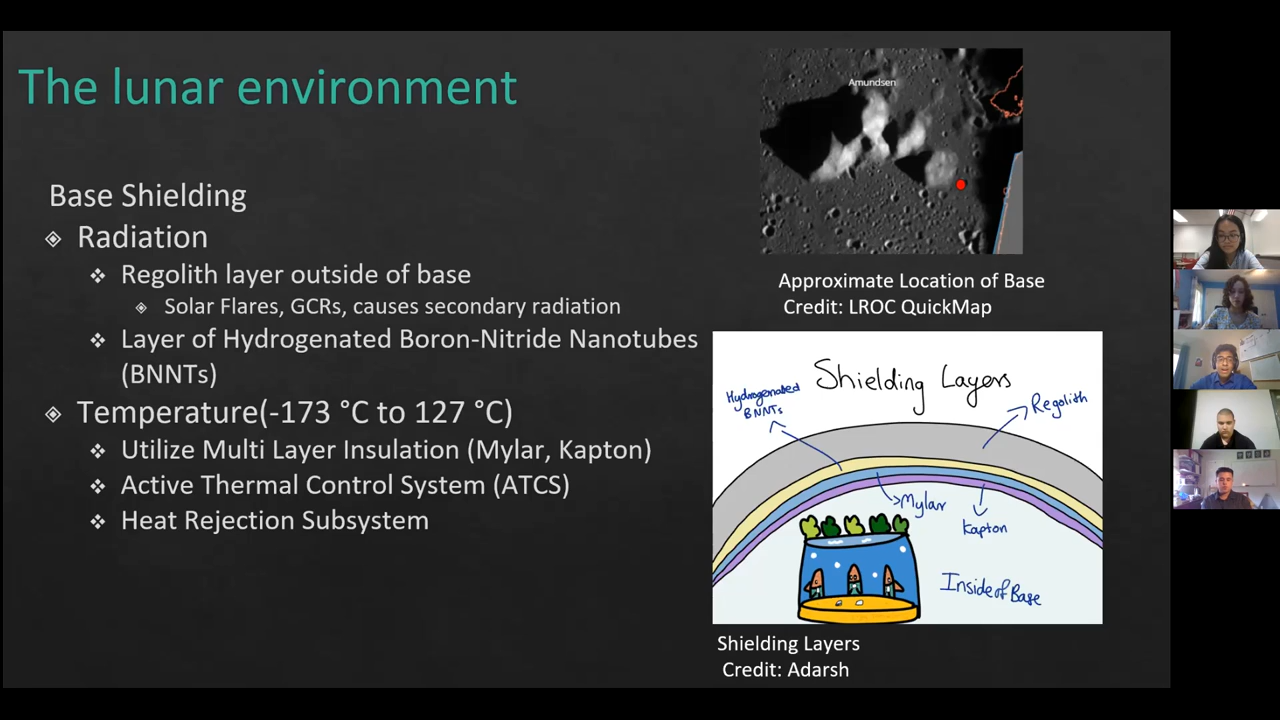 The lunar environment
Base Shielding
Radiation
Regolith layer outside of base
Solar Flares, GCRs, causes secondary radiation
Layer of Hydrogenated Boron-Nitride Nanotubes
(BNNTs)
Temperature(-173 °C to 127 °C)
Utilize Multi Layer Insulation (Mylar, Kapton)
Active Thermal Control System (ATCS)
Heat Rejection Subsystem
Amundsen
Approximate Location of Base
Credit: LROC QuickMap
Shielding Layers
Hydrogenated
BNNTs
Regolith
Mylar
Kapton
Inside of Base
Shielding Layers
Credit: Adarsh